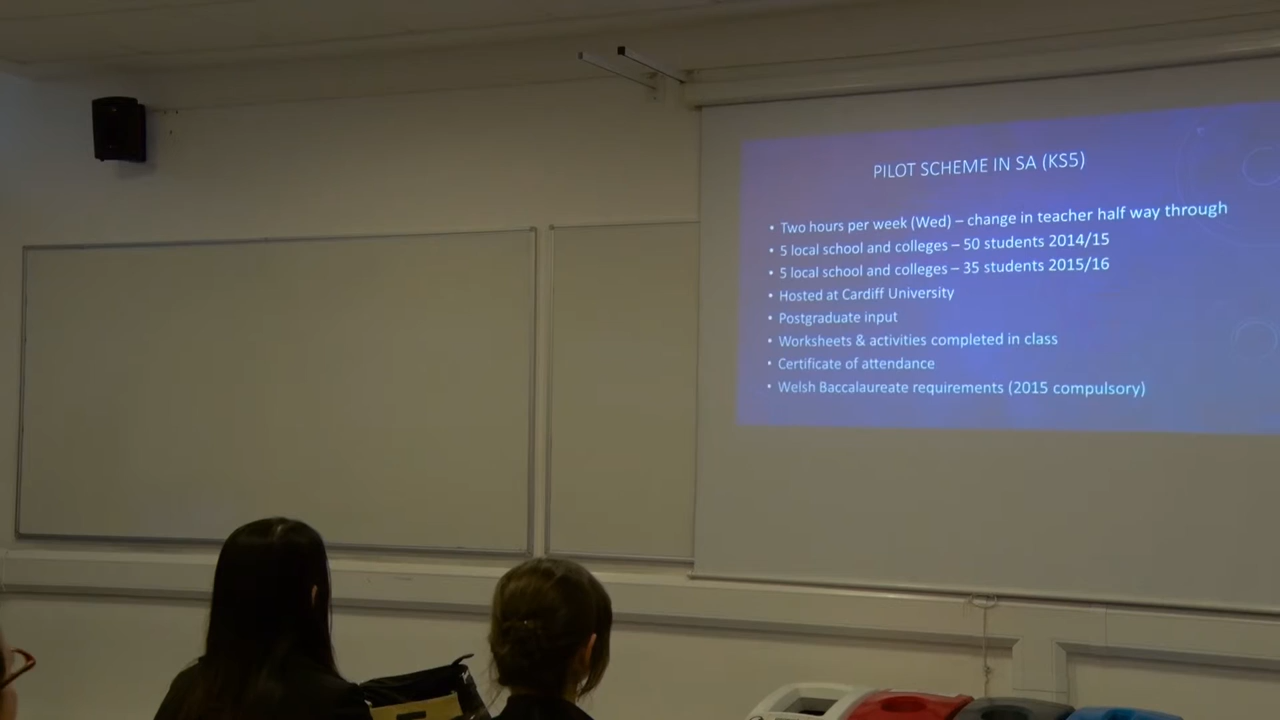 PILOT SCHEME IN SA (KS5)
• Two hours per week (Wed) – change in teacher half way through
• 5 local school and colleges – 50 students 2014/15
• 5 local school and colleges – 35 students 2015/16
• Hosted at Cardiff University
• Postgraduate input
• Worksheets & activities completed in class
• Certificate of attendance
• Welsh Baccalaureate requirements (2015 compulsory)